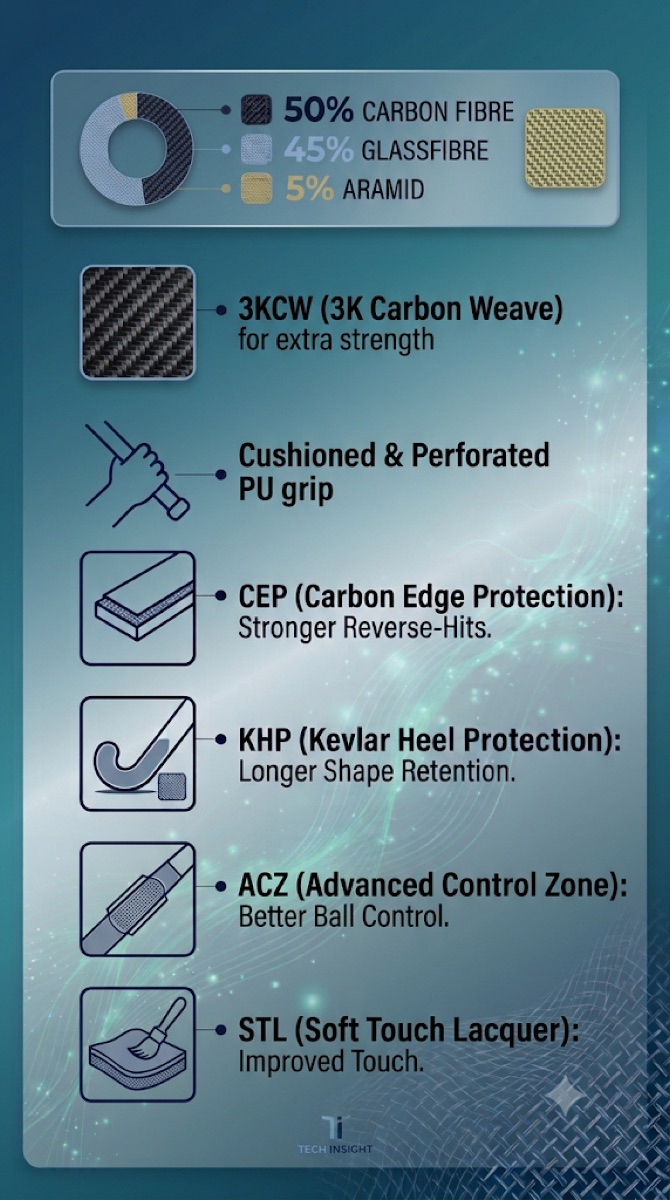 50% CARBON FIBRE
45% GLASSFIBRE
5% ARAMID
3KCW (3K Carbon Weave)
for extra strength
Cushioned & Perforated
PU grip
CEP (Carbon Edge Protection):
Stronger Reverse-Hits.
KHP (Kevlar Heel Protection):
Longer Shape Retention.
ACZ (Advanced Control Zone):
Better Ball Control.
STL (Soft Touch Lacquer):
Improved Touch.
Ti
TECH INSIGHT